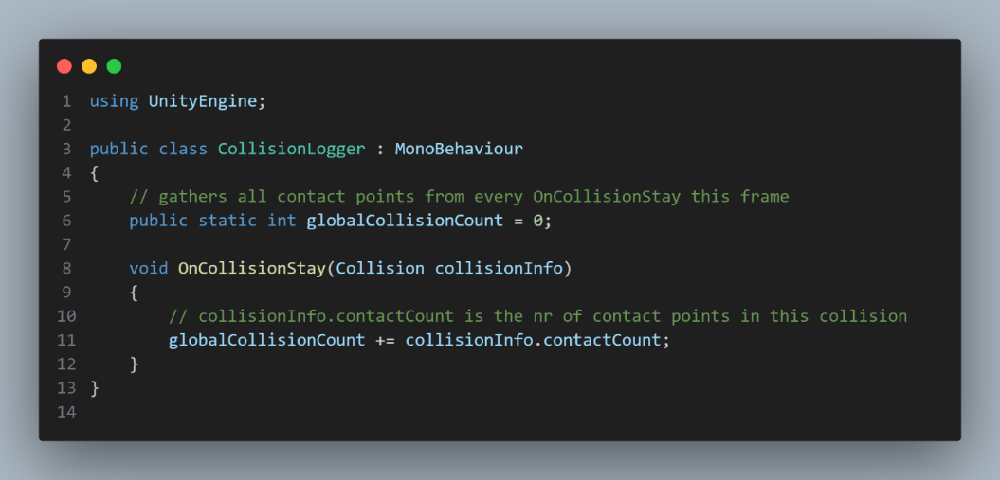 1 using UnityEngine;
2
3 public class CollisionLogger : MonoBehaviour
4 {
5     // gathers all contact points from every OnCollisionStay this frame
6     public static int globalCollisionCount = 0;
7
8     void OnCollisionStay(Collision collisionInfo)
9     {
10         // collisionInfo.contactCount is the nr of contact points in this collision
11         globalCollisionCount += collisionInfo.contactCount;
12     }
13 }
14